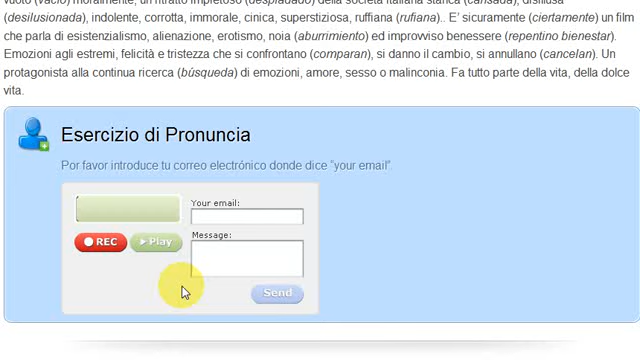 vuoto (vacío) moralmente, un ritratto impietoso (despiadado) della società italiana stanca (cansada), disillusa
(desilusionada), indolente, corrotta, immorale, cinica, superstiziosa, ruffiana (rufiana).. E' sicuramente (ciertamente) un film
che parla di esistenzialismo, alienazione, erotismo, noia (aburrimiento) ed improvviso benessere (repentino bienestar).
Emozioni agli estremi, felicità e tristezza che si confrontano (comparan), si danno il cambio, si annullano (cancelan). Un
protagonista alla continua ricerca (búsqueda) di emozioni, amore, sesso o malinconia. Fa tutto parte della vita, della dolce
vita.
Esercizio di Pronuncia
Por favor introduce tu correo electrónico donde dice "your email".
Your email:
REC
Play
Message:
Send